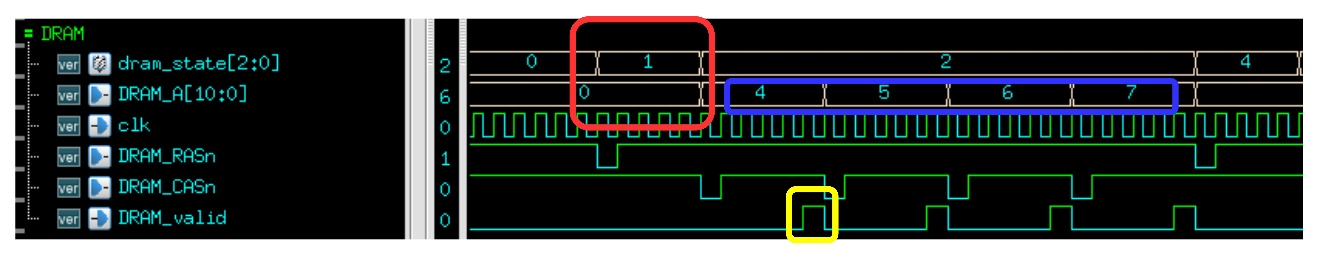 = DRAM
ver dram_state[2:0] 2 0 1 2 4
ver DRAM_A[10:0] 6 0 4 5 6 7
ver clk 0
ver DRAM_RASn 1
ver DRAM_CASn 0
ver DRAM_valid 0